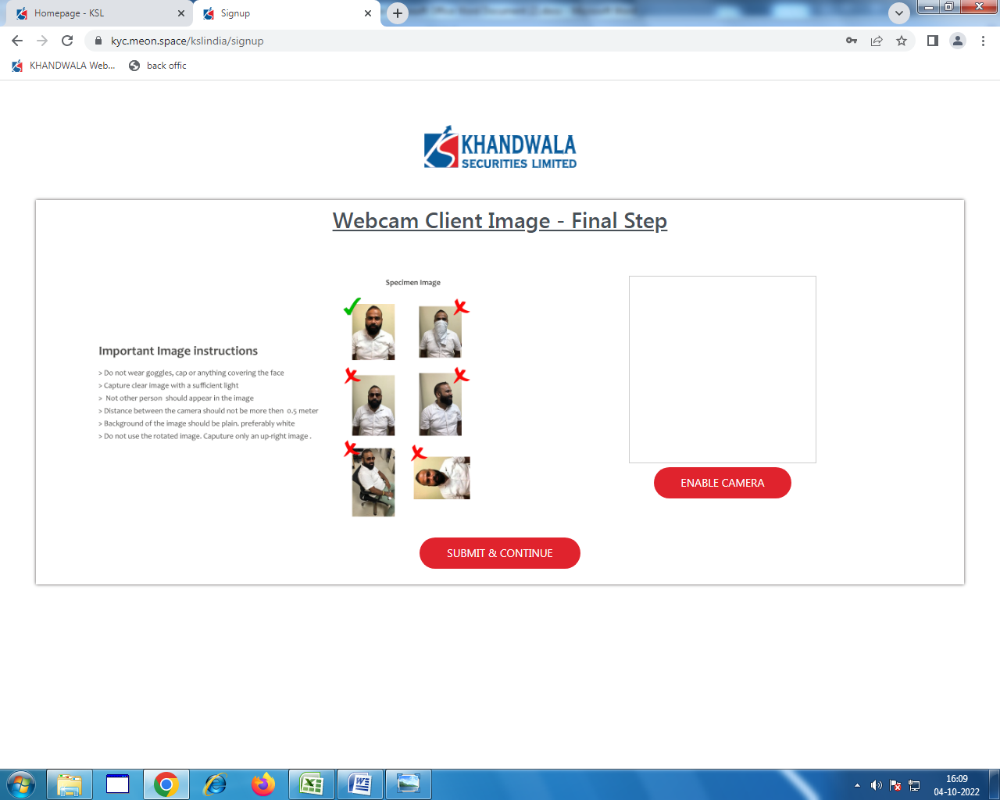 Homepage - KSL
Signup
kyc.meon.space/kslindia/signup
KHANDWALA Web...
back offic
KHANDWALA
SECURITIES LIMITED
Webcam Client Image - Final Step
Specimen Image
Important Image instructions
> Do not wear goggles, cap or anything covering the face
> Capture clear image with a sufficient light
> Not other person should appear in the image
> Distance between the camera should not be more then 0.5 meter
> Background of the image should be plain. preferably white
> Do not use the rotated image. Caputure only an up-right image .
ENABLE CAMERA
SUBMIT & CONTINUE
16:09
04-10-2022